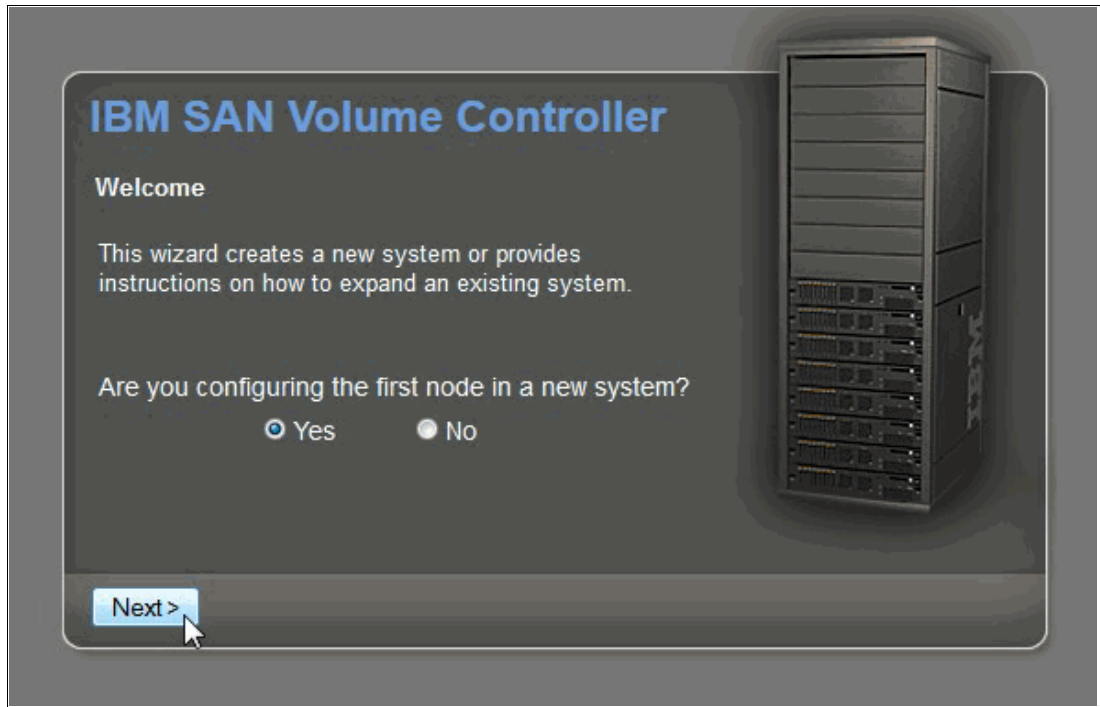 IBM SAN Volume Controller
Welcome
This wizard creates a new system or provides
instructions on how to expand an existing system.
Are you configuring the first node in a new system?
Yes No
Next >
IBM